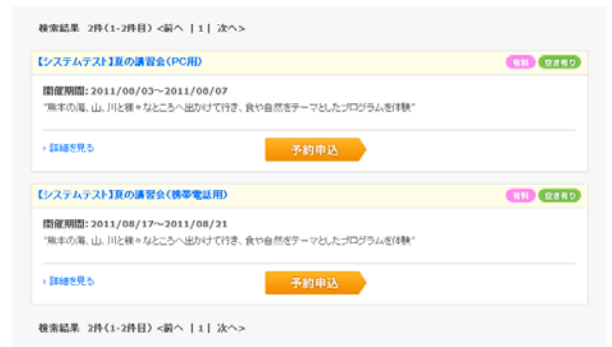 検索結果 2件(1-2件目) <前へ |1| 次へ>
【システムテスト】夏の講習会(PC用) 有料 空き有り
開催期間:2011/08/03~2011/08/07
"熊本の海、山、川と様々なところへ出かけて行き、食や自然をテーマとしたプログラムを体験"
› 詳細を見る 予約申込
【システムテスト】夏の講習会(携帯電話用) 有料 空き有り
開催期間:2011/08/17~2011/08/21
"熊本の海、山、川と様々なところへ出かけて行き、食や自然をテーマとしたプログラムを体験"
› 詳細を見る 予約申込
検索結果 2件(1-2件目) <前へ |1| 次へ>